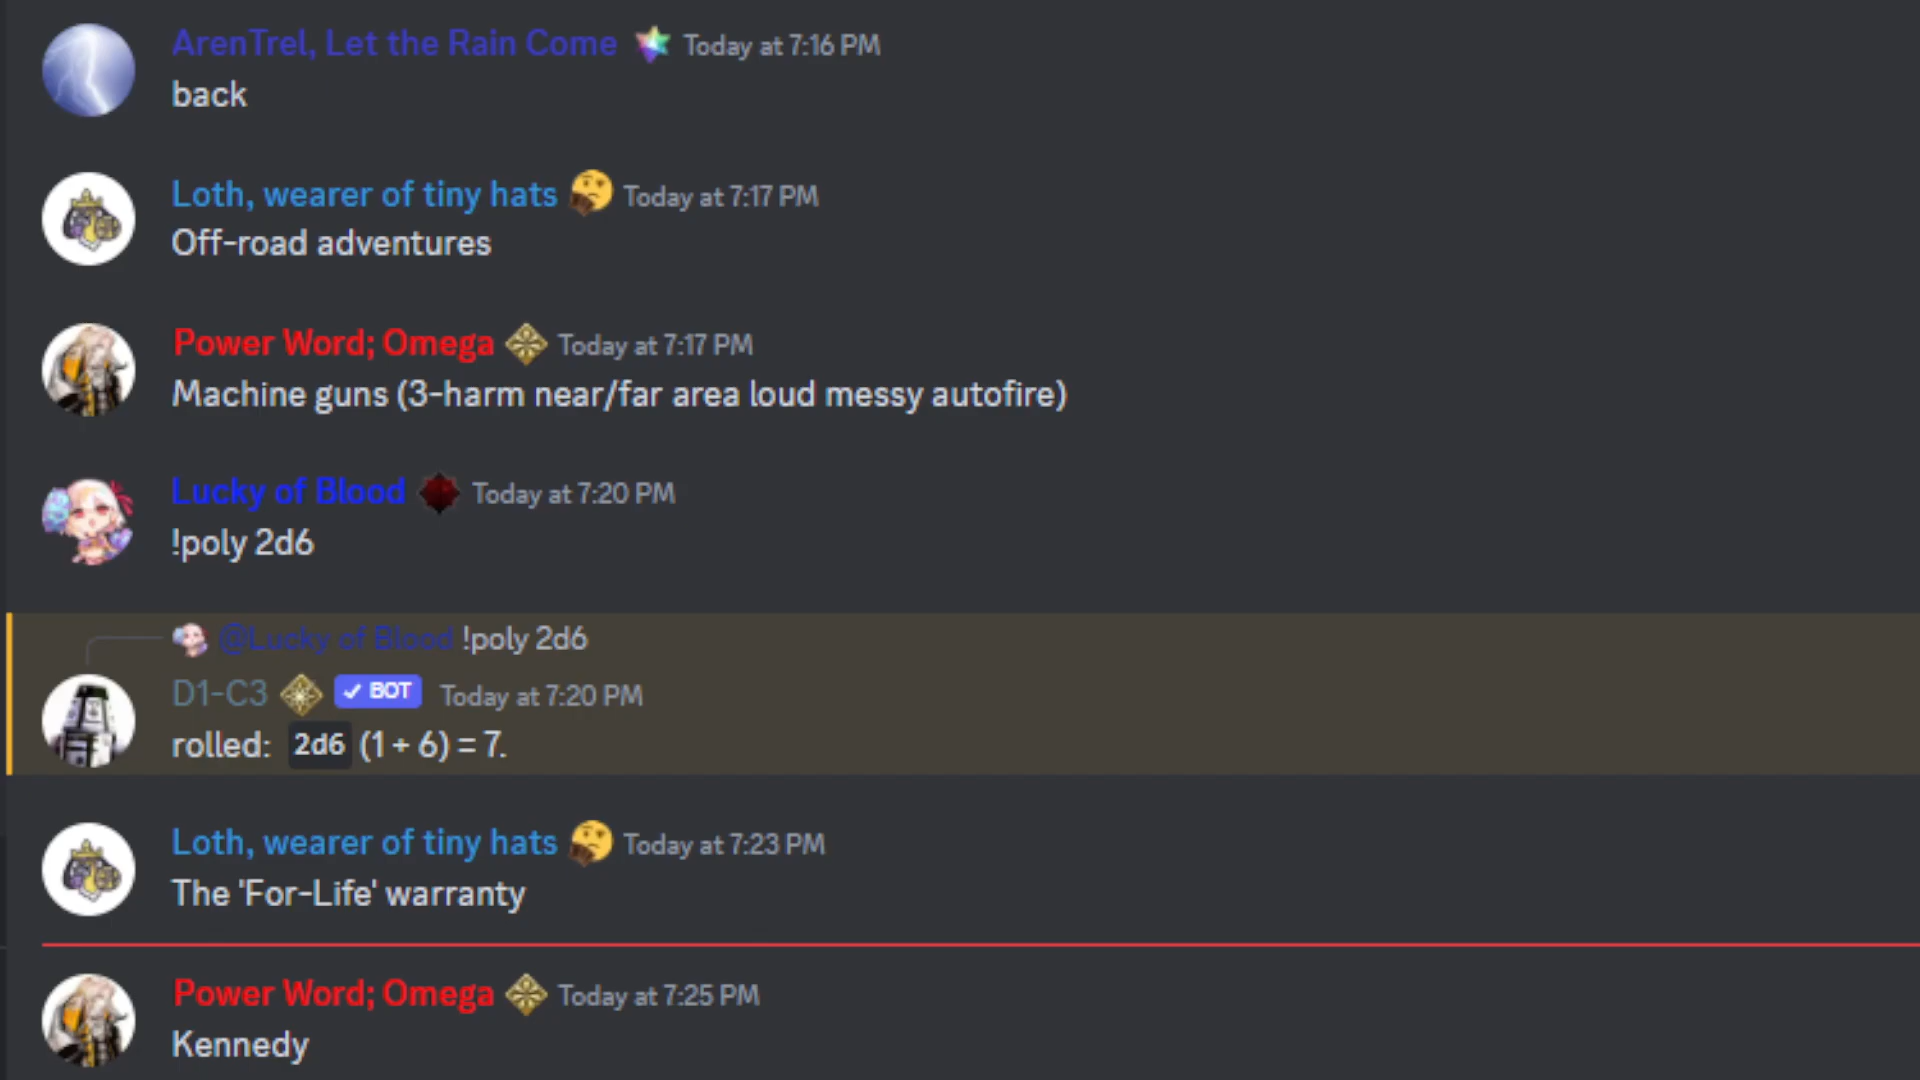 ArenTrel, Let the Rain Come Today at 7:16 PM
back
Loth, wearer of tiny hats Today at 7:17 PM
Off-road adventures
Power Word; Omega Today at 7:17 PM
Machine guns (3-harm near/far area loud messy autofire)
Lucky of Blood Today at 7:20 PM
!poly 2d6
@Lucky of Blood !poly 2d6
D1-C3 ✓ BOT Today at 7:20 PM
rolled: 2d6 (1 + 6) = 7.
Loth, wearer of tiny hats Today at 7:23 PM
The 'For-Life' warranty
Power Word; Omega Today at 7:25 PM
Kennedy